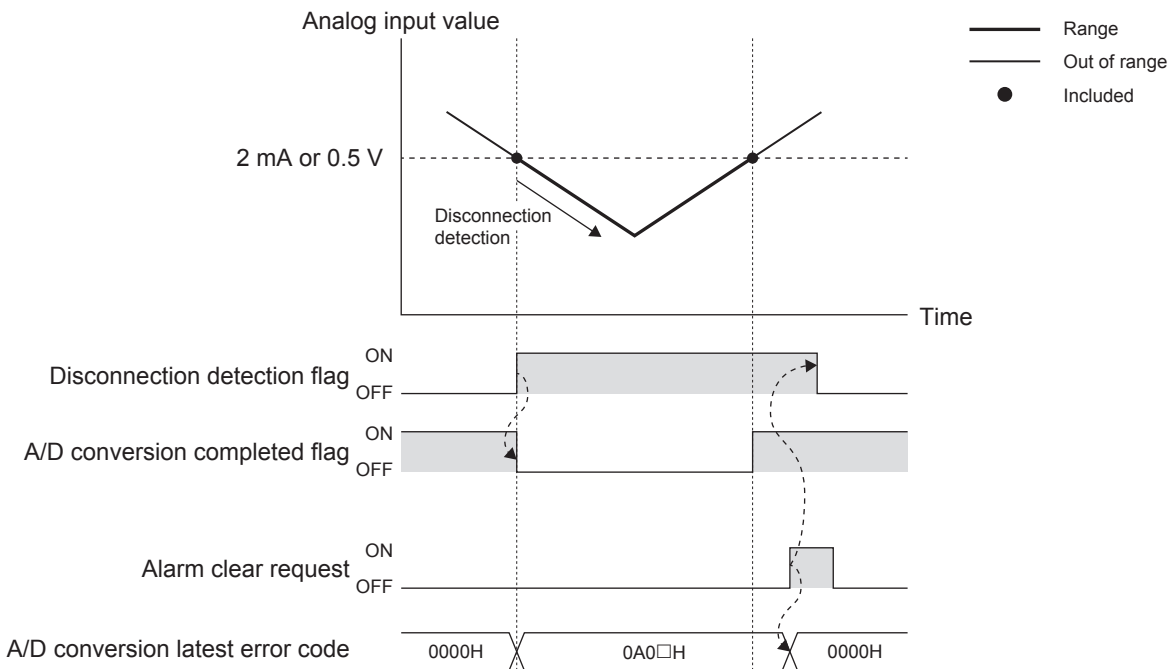 Analog input value
Range
Out of range
Included
2 mA or 0.5 V
Disconnection
detection
Time
Disconnection detection flag
ON
OFF
A/D conversion completed flag
ON
OFF
Alarm clear request
ON
OFF
A/D conversion latest error code
0000H
0A0□H
0000H